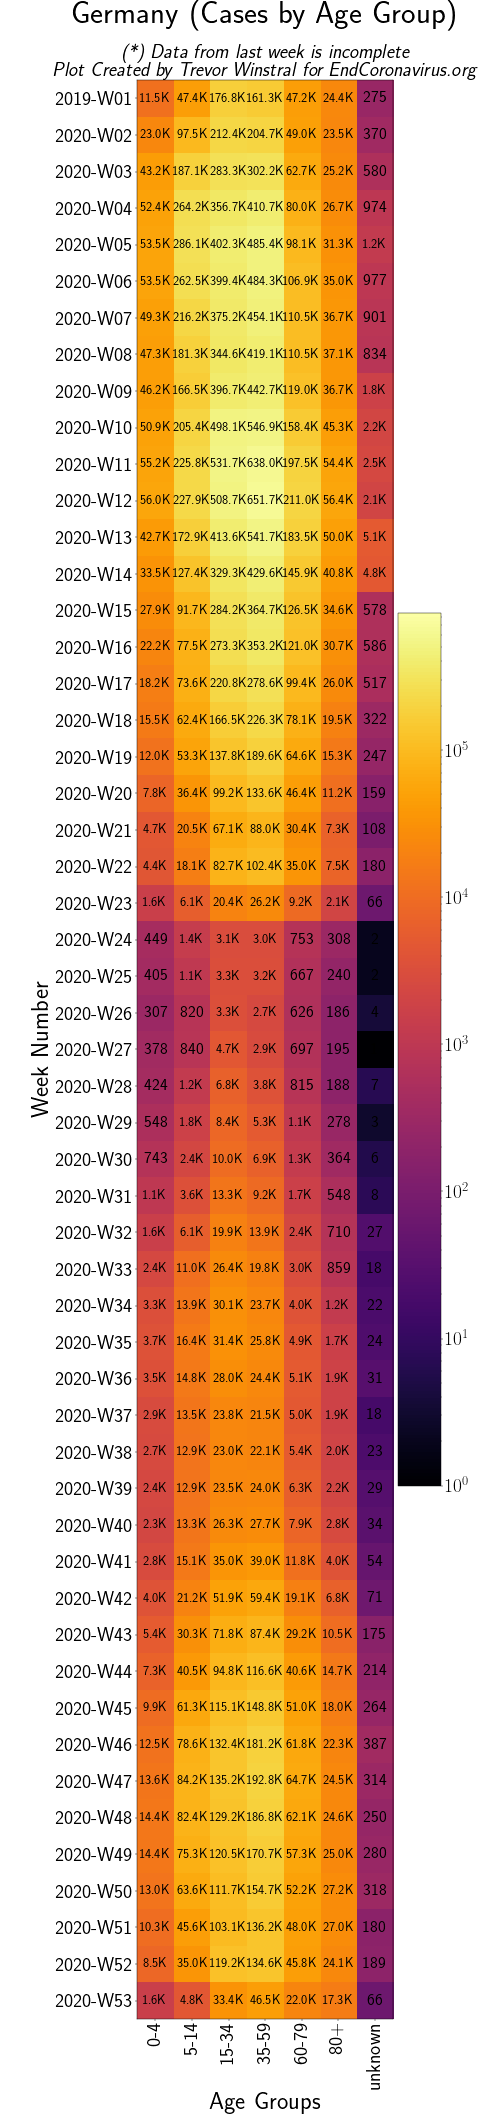 Germany (Cases by Age Group)
(*) Data from last week is incomplete
Plot Created by Trevor Winstral for EndCoronavirus.org
2019-W01 11.5K 47.4K 176.8K 161.3K 47.2K 24.4K 275
2020-W02 23.0K 97.5K 212.4K 204.7K 49.0K 23.5K 370
2020-W03 43.2K 187.1K 283.3K 302.2K 62.7K 25.2K 580
2020-W04 52.4K 264.2K 356.7K 410.7K 80.0K 26.7K 974
2020-W05 53.5K 286.1K 402.3K 485.4K 98.1K 31.3K 1.2K
2020-W06 53.5K 262.5K 399.4K 484.3K 106.9K 35.0K 977
2020-W07 49.3K 216.2K 375.2K 454.1K 110.5K 36.7K 901
2020-W08 47.3K 181.3K 344.6K 419.1K 110.5K 37.1K 834
2020-W09 46.2K 166.5K 396.7K 442.7K 119.0K 36.7K 1.8K
2020-W10 50.9K 205.4K 498.1K 546.9K 158.4K 45.3K 2.2K
2020-W11 55.2K 225.8K 531.7K 638.0K 197.5K 54.4K 2.5K
2020-W12 56.0K 227.9K 508.7K 651.7K 211.0K 56.4K 2.1K
2020-W13 42.7K 172.9K 413.6K 541.7K 183.5K 50.0K 5.1K
2020-W14 33.5K 127.4K 329.3K 429.6K 145.9K 40.8K 4.8K
2020-W15 27.9K 91.7K 284.2K 364.7K 126.5K 34.6K 578
2020-W16 22.2K 77.5K 273.3K 353.2K 121.0K 30.7K 586
2020-W17 18.2K 73.6K 220.8K 278.6K 99.4K 26.0K 517
2020-W18 15.5K 62.4K 166.5K 226.3K 78.1K 19.5K 322
2020-W19 12.0K 53.3K 137.8K 189.6K 64.6K 15.3K 247
10^5
2020-W20 7.8K 36.4K 99.2K 133.6K 46.4K 11.2K 159
2020-W21 4.7K 20.5K 67.1K 88.0K 30.4K 7.3K 108
2020-W22 4.4K 18.1K 82.7K 102.4K 35.0K 7.5K 180
10^4
2020-W23 1.6K 6.1K 20.4K 26.2K 9.2K 2.1K 66
2020-W24 449 1.4K 3.1K 3.0K 753 308 2
2020-W25 405 1.1K 3.3K 3.2K 667 240 2
2020-W26 307 820 3.3K 2.7K 626 186 4
10^3
2020-W27 378 840 4.7K 2.9K 697 195
Week Number
2020-W28 424 1.2K 6.8K 3.8K 815 188 7
2020-W29 548 1.8K 8.4K 5.3K 1.1K 278 3
2020-W30 743 2.4K 10.0K 6.9K 1.3K 364 6
10^2
2020-W31 1.1K 3.6K 13.3K 9.2K 1.7K 548 8
2020-W32 1.6K 6.1K 19.9K 13.9K 2.4K 710 27
2020-W33 2.4K 11.0K 26.4K 19.8K 3.0K 859 18
2020-W34 3.3K 13.9K 30.1K 23.7K 4.0K 1.2K 22
10^1
2020-W35 3.7K 16.4K 31.4K 25.8K 4.9K 1.7K 24
2020-W36 3.5K 14.8K 28.0K 24.4K 5.1K 1.9K 31
2020-W37 2.9K 13.5K 23.8K 21.5K 5.0K 1.9K 18
2020-W38 2.7K 12.9K 23.0K 22.1K 5.4K 2.0K 23
2020-W39 2.4K 12.9K 23.5K 24.0K 6.3K 2.2K 29
10^0
2020-W40 2.3K 13.3K 26.3K 27.7K 7.9K 2.8K 34
2020-W41 2.8K 15.1K 35.0K 39.0K 11.8K 4.0K 54
2020-W42 4.0K 21.2K 51.9K 59.4K 19.1K 6.8K 71
2020-W43 5.4K 30.3K 71.8K 87.4K 29.2K 10.5K 175
2020-W44 7.3K 40.5K 94.8K 116.6K 40.6K 14.7K 214
2020-W45 9.9K 61.3K 115.1K 148.8K 51.0K 18.0K 264
2020-W46 12.5K 78.6K 132.4K 181.2K 61.8K 22.3K 387
2020-W47 13.6K 84.2K 135.2K 192.8K 64.7K 24.5K 314
2020-W48 14.4K 82.4K 129.2K 186.8K 62.1K 24.6K 250
2020-W49 14.4K 75.3K 120.5K 170.7K 57.3K 25.0K 280
2020-W50 13.0K 63.6K 111.7K 154.7K 52.2K 27.2K 318
2020-W51 10.3K 45.6K 103.1K 136.2K 48.0K 27.0K 180
2020-W52 8.5K 35.0K 119.2K 134.6K 45.8K 24.1K 189
2020-W53 1.6K 4.8K 33.4K 46.5K 22.0K 17.3K 66
0-4 5-14 15-34 35-59 60-79 80+ unknown
Age Groups